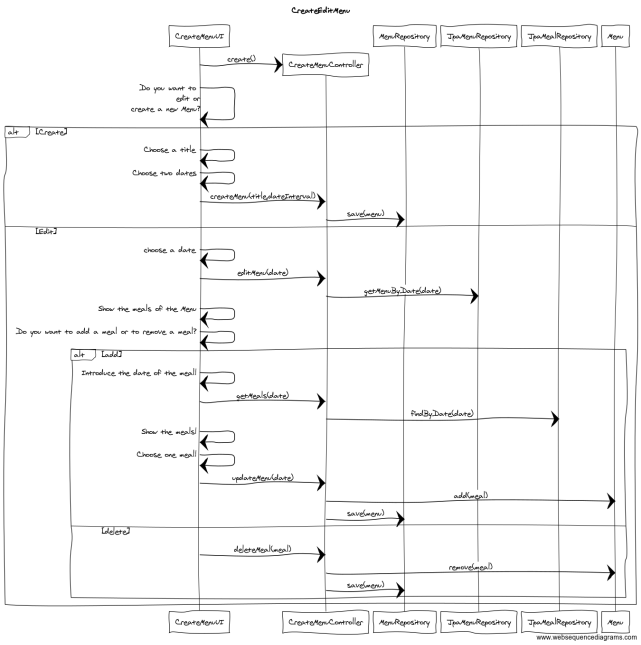 CreateEditMenu
CreateMenuUI
MenuRepository
JpaMenuRepository
JpaMealRepository
Menu
create()
CreateMenuController
Do you want to
edit or
create a new Menu?
alt [Create]
Choose a title
Choose two dates
createMenu(title,dateInterval)
save(menu)
[Edit]
choose a date
editMenu(date)
getMenuByDate(date)
Show the meals of the Menu
Do you want to add a meal or to remove a meal?
alt [add]
Introduce the date of the meal
getMeals(date)
findByDate(date)
Show the meals
Choose one meal
updateMenu(date)
add(meal)
save(menu)
[delete]
deleteMeal(meal)
remove(meal)
save(menu)
CreateMenuUI
CreateMenuController
MenuRepository
JpaMenuRepository
JpaMealRepository
Menu
www.websequencediagrams.com